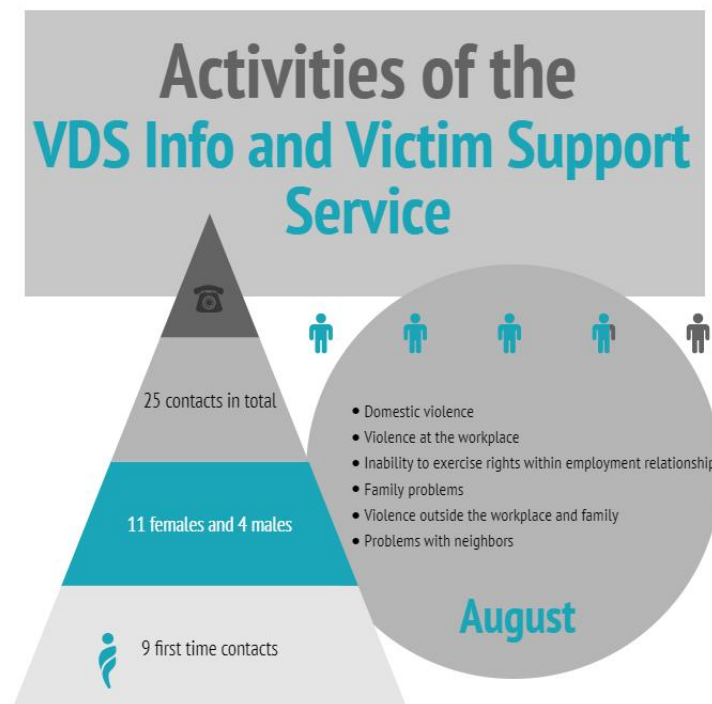 Activities of the
VDS Info and Victim Support
Service
25 contacts in total
11 females and 4 males
9 first time contacts
• Domestic violence
• Violence at the workplace
• Inability to exercise rights within employment relationship
• Family problems
• Violence outside the workplace and family
• Problems with neighbors
August